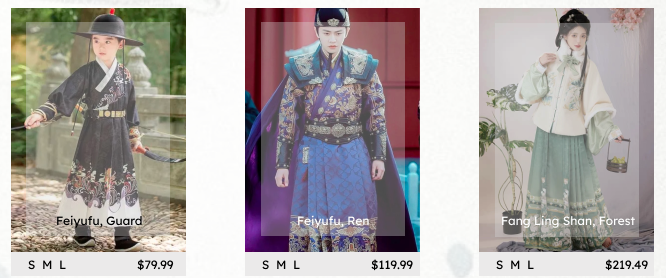 Feiyufu, Guard
S M L $79.99
Feiyufu, Ren
S M L $119.99
Fang Ling Shan, Forest
S M L $219.49